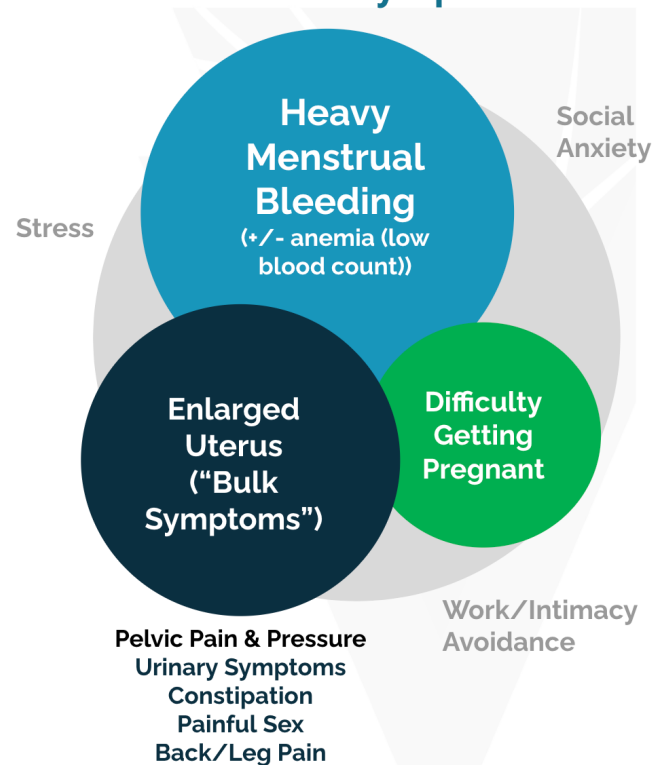 Heavy
Menstrual
Bleeding
(+/- anemia (low
blood count))
Social
Anxiety
Stress
Enlarged
Uterus
(“Bulk
Symptoms”)
Difficulty
Getting
Pregnant
Work/Intimacy
Avoidance
Pelvic Pain & Pressure
Urinary Symptoms
Constipation
Painful Sex
Back/Leg Pain